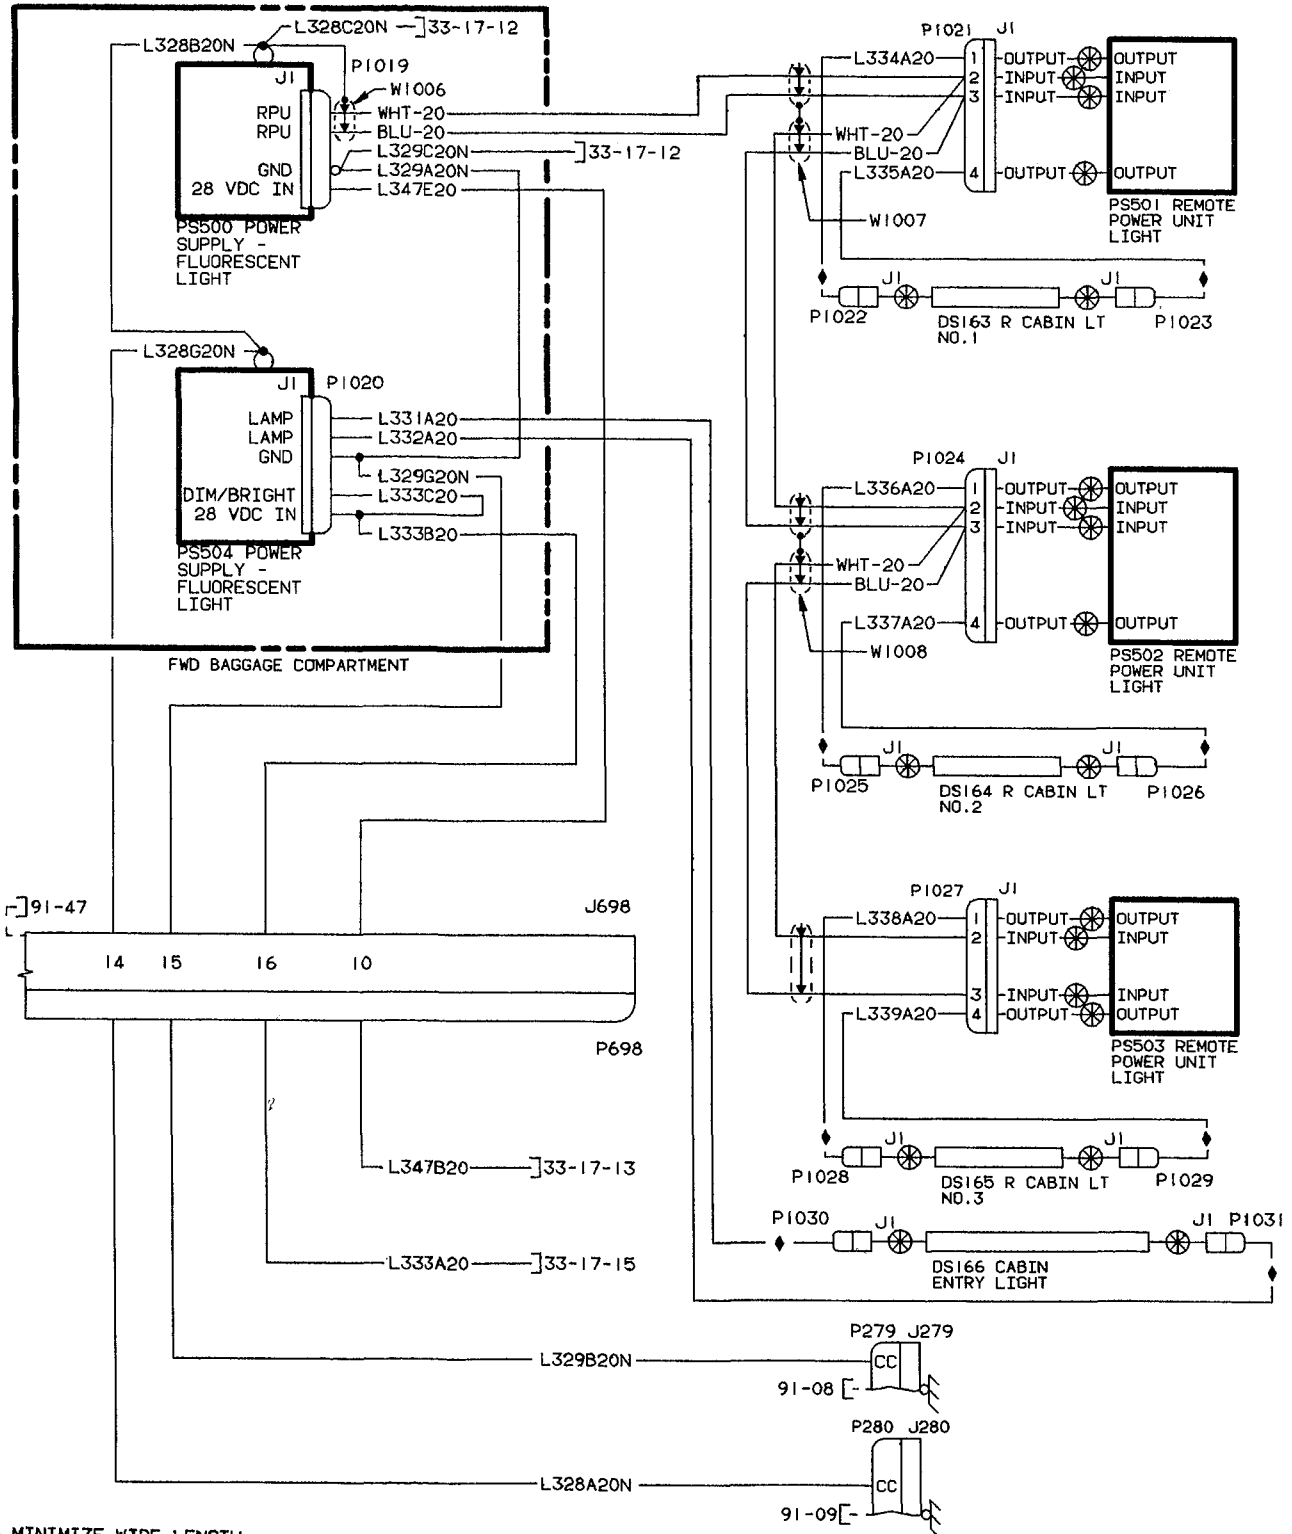 L328C20N 33-17-12
L328B20N
J1
P1019
W1006
RPU WHT-20
RPU BLU-20
L329C20N 33-17-12
GND L329A20N
28 VDC IN L347E20
PS500 POWER
SUPPLY -
FLUORESCENT
LIGHT
L328G20N
J1 P1020
LAMP L331A20
LAMP L332A20
GND
L329G20N
DIM/BRIGHT L333C20
28 VDC IN
L333B20
PS504 POWER
SUPPLY -
FLUORESCENT
LIGHT
FWD BAGGAGE COMPARTMENT
P1021 J1
L334A20 1 OUTPUT OUTPUT
2 INPUT INPUT
3 INPUT INPUT
WHT-20
BLU-20
L335A20 4 OUTPUT OUTPUT
W1007
PS501 REMOTE
POWER UNIT
LIGHT
J1 J1
P1022 P1023
DS163 R CABIN LT
NO.1
P1024 J1
L336A20 1 OUTPUT OUTPUT
2 INPUT INPUT
3 INPUT INPUT
WHT-20
BLU-20
L337A20 4 OUTPUT OUTPUT
W1008
PS502 REMOTE
POWER UNIT
LIGHT
J1 J1
P1025 P1026
DS164 R CABIN LT
NO.2
P1027 J1
L338A20 1 OUTPUT OUTPUT
2 INPUT INPUT
3 INPUT INPUT
L339A20 4 OUTPUT OUTPUT
PS503 REMOTE
POWER UNIT
LIGHT
J1 J1
P1028 P1029
DS165 R CABIN LT
NO.3
P1030 J1 J1 P1031
DS166 CABIN
ENTRY LIGHT
91-47
J698
14 15 16 10
P698
L347B20 33-17-13
L333A20 33-17-15
P279 J279
L329B20N CC
91-08
P280 J280
L328A20N CC
91-09
MINIMIZE WIRE LENGTH